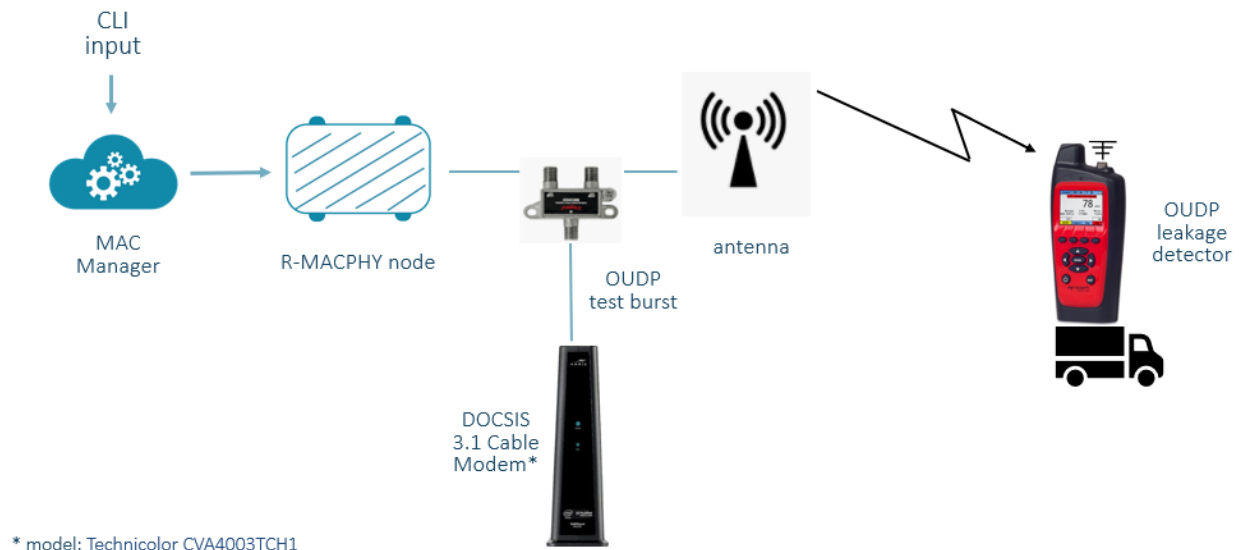 CLI
input
MAC
Manager
R-MACPHY node
OUDP
test burst
antenna
78
OUDP
leakage
detector
DOCSIS
3.1 Cable
Modem*
* model: Technicolor CVA4003TCH1